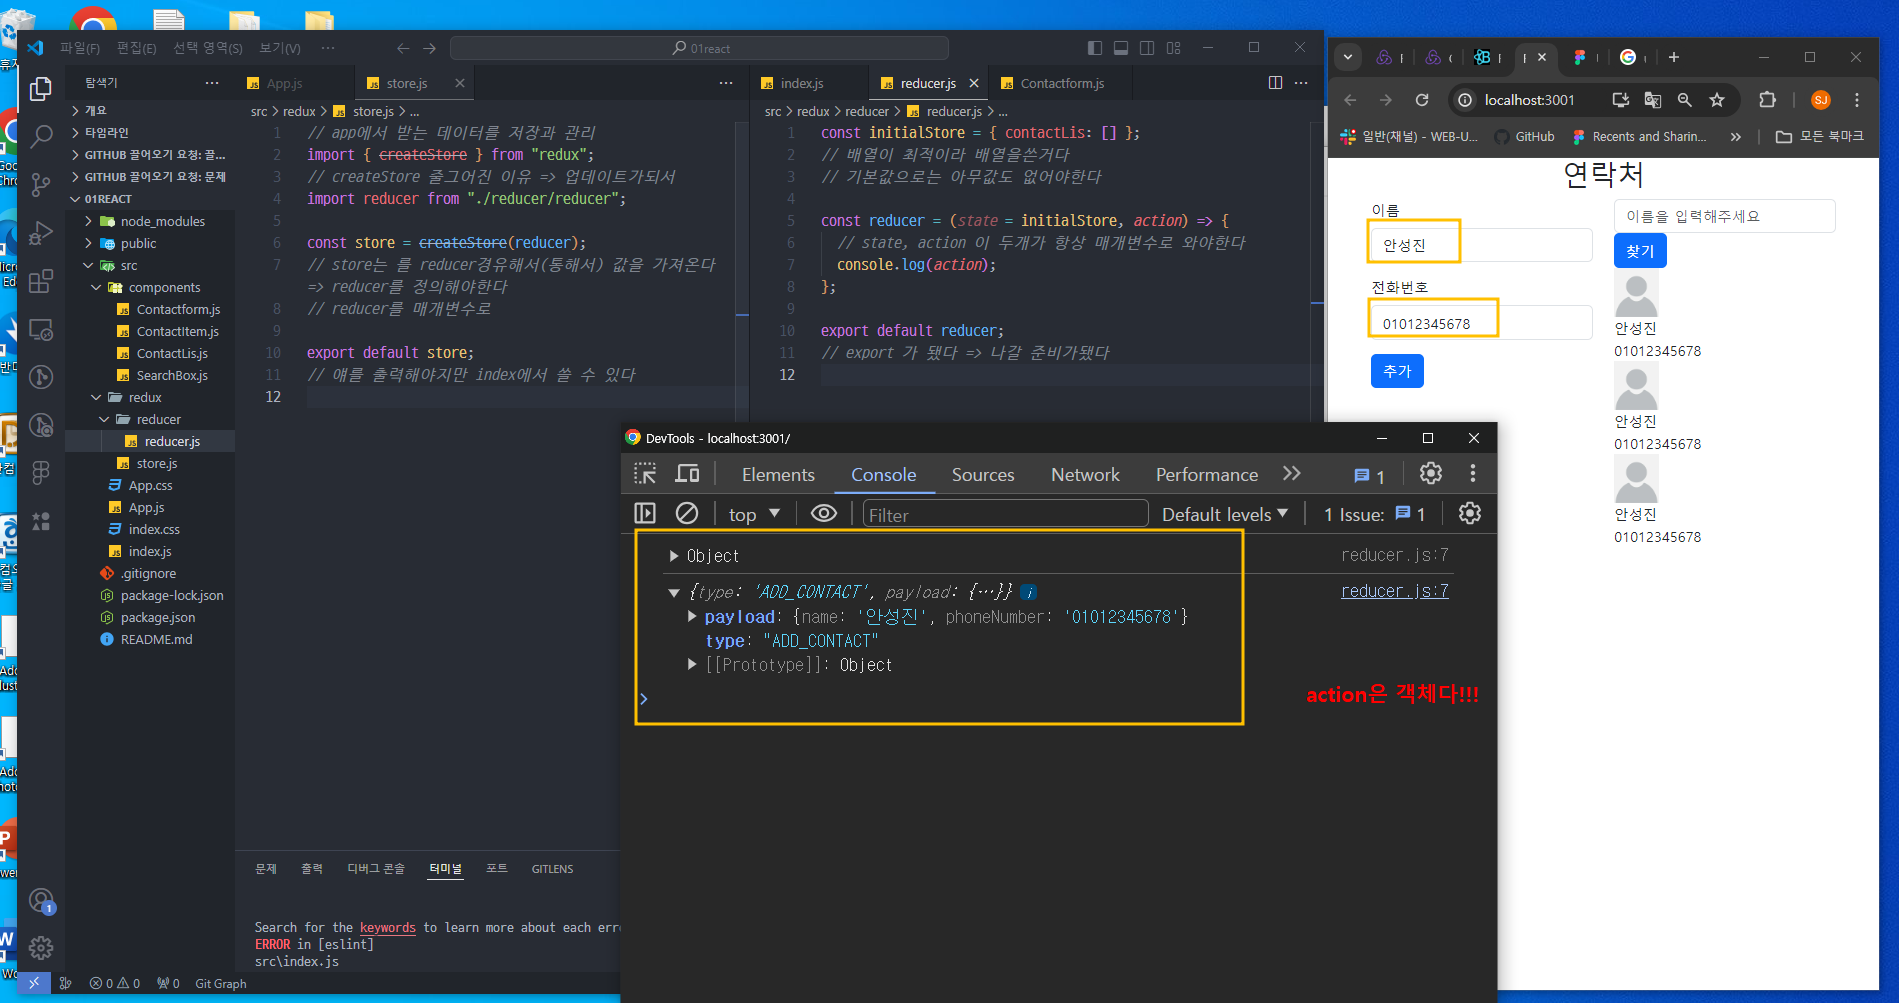 파일(F) 편집(E) 선택 영역(S) 보기(V) ··· 01react
탐색기 ···
개요
타임라인
GITHUB 끌어오기 요청: 끌...
GITHUB 끌어오기 요청: 문제
01REACT
node_modules
public
src
components
Contactform.js
ContactItem.js
ContactLis.js
SearchBox.js
redux
reducer
reducer.js
store.js
App.css
App.js
index.css
index.js
.gitignore
package-lock.json
package.json
README.md
App.js store.js
src > redux > store.js > ...
1 // app에서 받는 데이터를 저장과 관리
2 import { createStore } from "redux";
3 // createStore 줄그어진 이유 => 업데이트가되서
4 import reducer from "./reducer/reducer";
5
6 const store = createStore(reducer);
7 // store는 를 reducer경유해서(통해서) 값을 가져온다
=> reducer를 정의해야한다
8 // reducer를 매개변수로
9
10 export default store;
11 // 얘를 출력해야지만 index에서 쓸 수 있다
12
index.js reducer.js Contactform.js
src > redux > reducer > reducer.js > ...
1 const initialStore = { contactLis: [] };
2 // 배열이 최적이라 배열을쓴거다
3 // 기본값으로는 아무값도 없어야한다
4
5 const reducer = (state = initialStore, action) => {
6 // state, action 이 두개가 항상 매개변수로 와야한다
7 console.log(action);
8 };
9
10 export default reducer;
11 // export 가 됐다 => 나갈 준비가됐다
12
문제 출력 디버그 콘솔 터미널 포트 GITLENS
Search for the keywords to learn more about each erro
ERROR in [eslint]
src\index.js
0 0 0 Git Graph
DevTools - localhost:3001/
Elements Console Sources Network Performance 1
top Filter Default levels 1 Issue: 1
Object reducer.js:7
{type: 'ADD_CONTACT', payload: {…}} reducer.js:7
payload: {name: '안성진', phoneNumber: '01012345678'}
type: "ADD_CONTACT"
[[Prototype]]: Object
action은 객체다!!!
localhost:3001 SJ
일반(채널) - WEB-U... GitHub Recents and Sharin... 모든 북마크
연락처
이름
안성진
전화번호
01012345678
추가
이름을 입력해주세요
찾기
안성진
01012345678
안성진
01012345678
안성진
01012345678